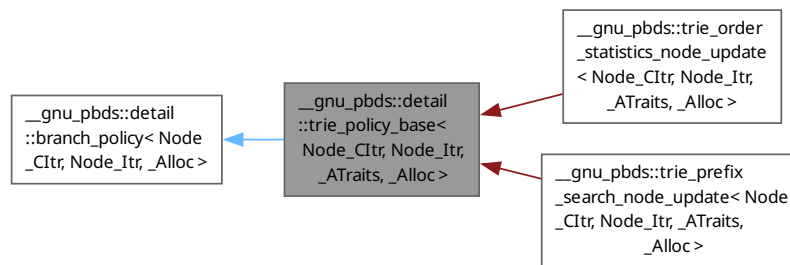 __gnu_pbds::detail
::branch_policy< Node
_CItr, Node_Itr, _Alloc >
__gnu_pbds::detail
::trie_policy_base<
Node_CItr, Node_Itr,
_ATraits, _Alloc >
__gnu_pbds::trie_order
_statistics_node_update
< Node_CItr, Node_Itr,
_ATraits, _Alloc >
__gnu_pbds::trie_prefix
_search_node_update< Node
_CItr, Node_Itr, _ATraits,
_Alloc >